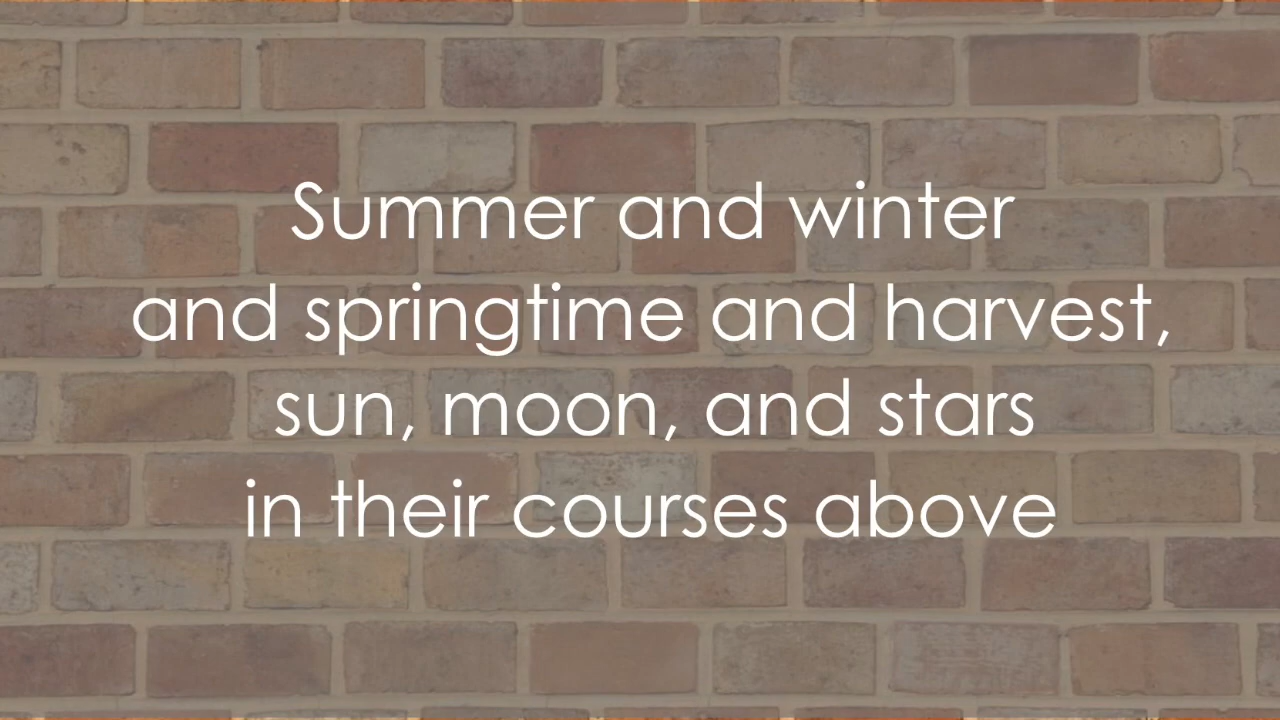 Summer and winter
and springtime and harvest,
sun, moon, and stars
in their courses above